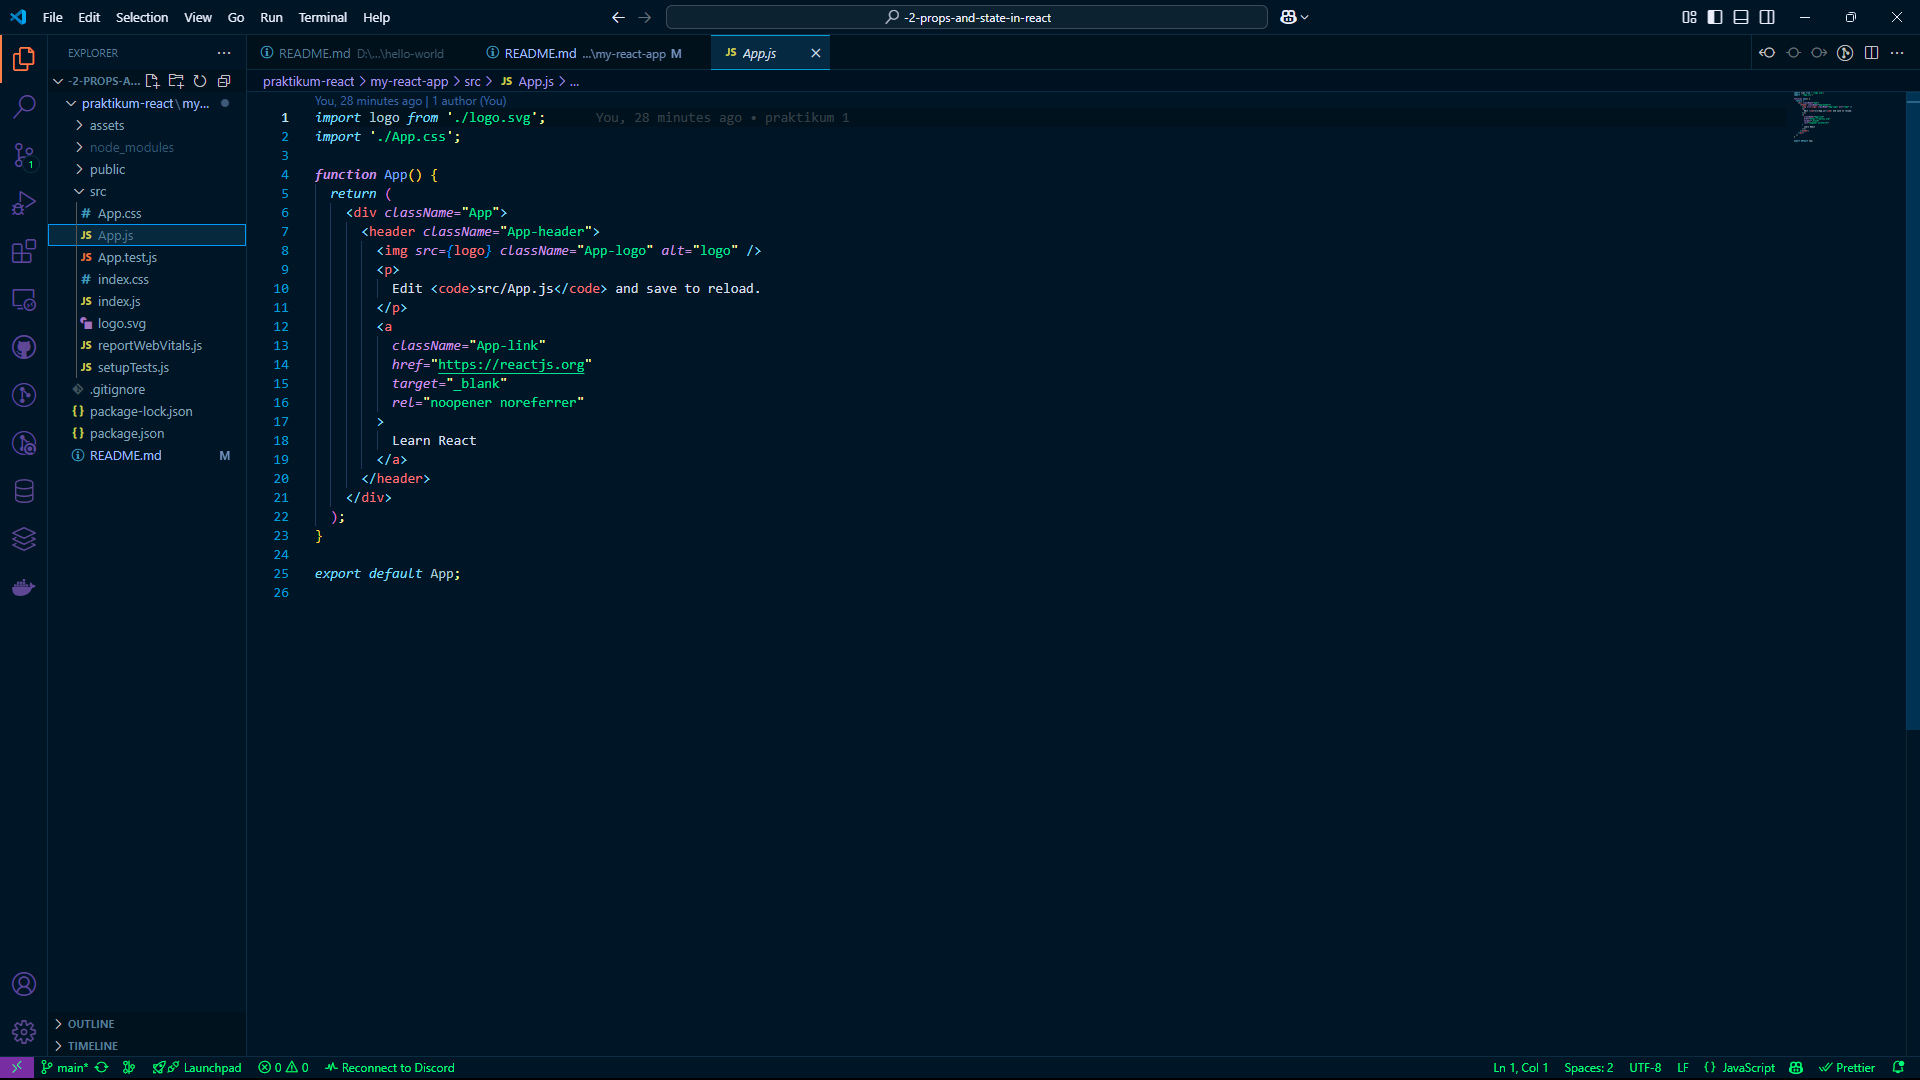 File Edit Selection View Go Run Terminal Help
-2-props-and-state-in-react
EXPLORER
-2-PROPS-A...
praktikum-react\my...
assets
node_modules
public
src
# App.css
JS App.js
JS App.test.js
# index.css
JS index.js
logo.svg
JS reportWebVitals.js
JS setupTests.js
.gitignore
{} package-lock.json
{} package.json
README.md M
OUTLINE
TIMELINE
README.md D:\...\hello-world
README.md ...\my-react-app M
JS App.js
praktikum-react > my-react-app > src > JS App.js > ...
You, 28 minutes ago | 1 author (You)
1 import logo from './logo.svg'; You, 28 minutes ago • praktikum 1
2 import './App.css';
3
4 function App() {
5 return (
6 <div className="App">
7 <header className="App-header">
8 <img src={logo} className="App-logo" alt="logo" />
9 <p>
10 Edit <code>src/App.js</code> and save to reload.
11 </p>
12 <a
13 className="App-link"
14 href="https://reactjs.org"
15 target="_blank"
16 rel="noopener noreferrer"
17 >
18 Learn React
19 </a>
20 </header>
21 </div>
22 );
23 }
24
25 export default App;
26
1
main* Launchpad 0 0 Reconnect to Discord
Ln 1, Col 1 Spaces: 2 UTF-8 LF {} JavaScript Prettier